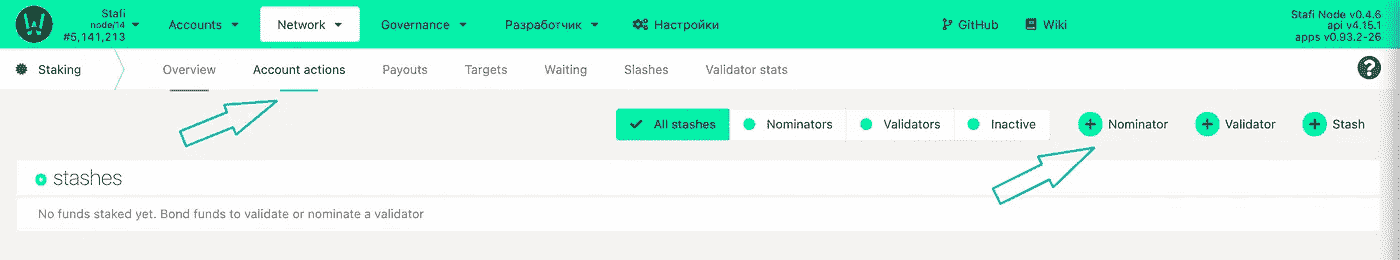 Stafi
node/14
#5,141,213
Accounts
Network
Governance
Разработчик
Настройки
GitHub
Wiki
Stafi Node v0.4.6
api v4.15.1
apps v0.93.2-26
Staking
Overview
Account actions
Payouts
Targets
Waiting
Slashes
Validator stats
?
All stashes
Nominators
Validators
Inactive
Nominator
Validator
Stash
stashes
No funds staked yet. Bond funds to validate or nominate a validator